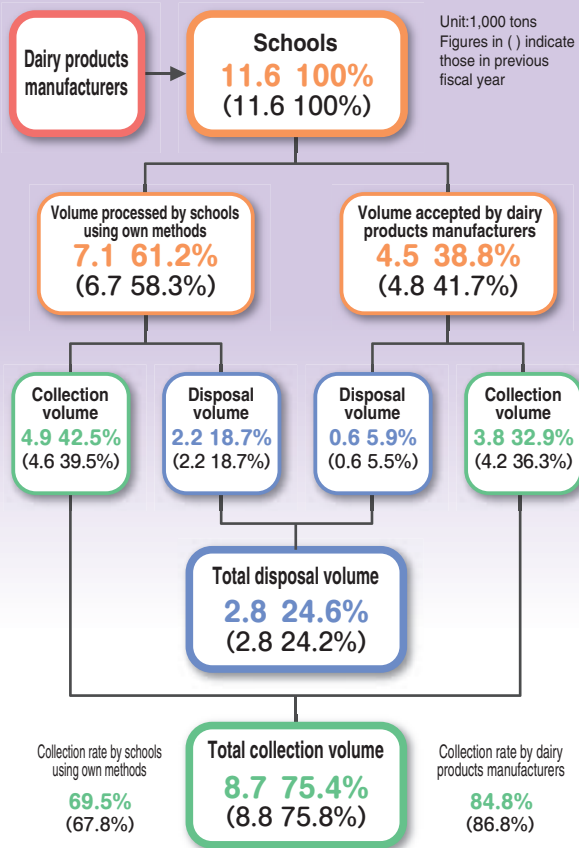 Dairy products
manufacturers
Schools
11.6 100%
(11.6 100%)
Unit:1,000 tons
Figures in ( ) indicate
those in previous
fiscal year
Volume processed by schools
using own methods
7.1 61.2%
(6.7 58.3%)
Volume accepted by dairy
products manufacturers
4.5 38.8%
(4.8 41.7%)
Collection
volume
4.9 42.5%
(4.6 39.5%)
Disposal
volume
2.2 18.7%
(2.2 18.7%)
Disposal
volume
0.6 5.9%
(0.6 5.5%)
Collection
volume
3.8 32.9%
(4.2 36.3%)
Total disposal volume
2.8 24.6%
(2.8 24.2%)
Collection rate by schools
using own methods
69.5%
(67.8%)
Total collection volume
8.7 75.4%
(8.8 75.8%)
Collection rate by dairy
products manufacturers
84.8%
(86.8%)